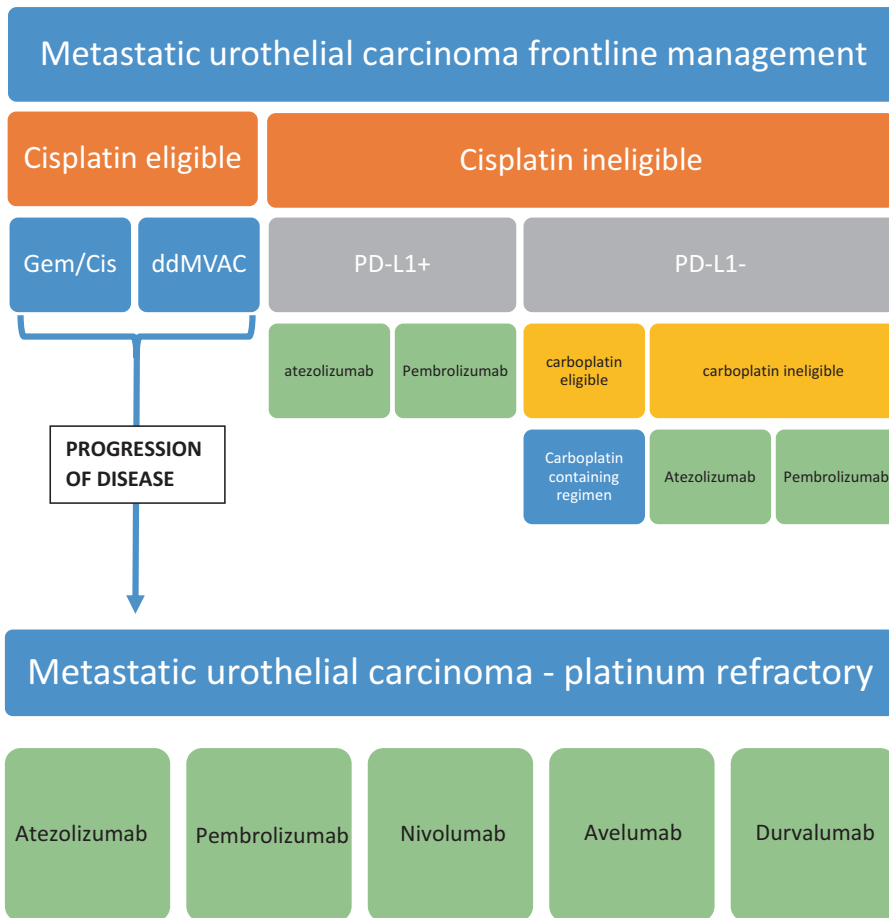 Metastatic urothelial carcinoma frontline management
Cisplatin eligible
Cisplatin ineligible
Gem/Cis
ddMVAC
PD-L1+
PD-L1-
atezolizumab
Pembrolizumab
carboplatin
eligible
carboplatin ineligible
PROGRESSION
OF DISEASE
Carboplatin
containing
regimen
Atezolizumab
Pembrolizumab
Metastatic urothelial carcinoma - platinum refractory
Atezolizumab
Pembrolizumab
Nivolumab
Avelumab
Durvalumab